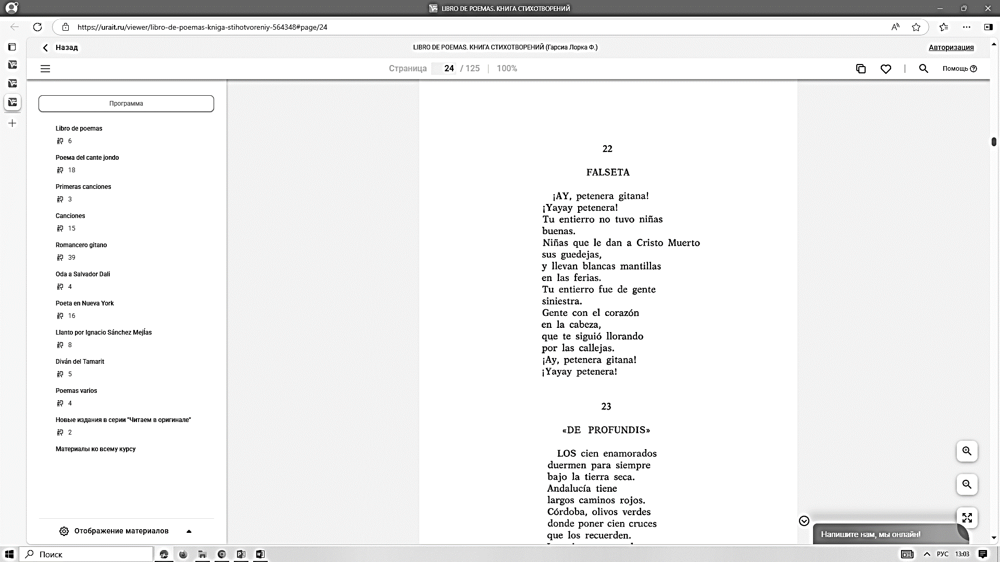 LIBRO DE POEMAS. КНИГА СТИХОТВОРЕНИЙ
https://urait.ru/viewer/libro-de-poemas-kniga-stihotvoreniy-564348#page/24
Назад
LIBRO DE POEMAS. КНИГА СТИХОТВОРЕНИЙ (Гарсиа Лорка Ф.)
Авторизация
Страница 24 / 125 | 100%
Помощь
Программа
Libro de poemas
6
Poeма del cante jondo
18
Primeras canciones
3
Canciones
15
Romancero gitano
39
Oda a Salvador Dali
4
Poeta en Nueva York
16
Llanto por Ignacio Sánchez MejÍas
8
Diván del Tamarit
5
Poemas varios
4
Новые издания в серии "Читаем в оригинале"
2
Материалы ко всему курсу
Отображение материалов
22
FALSETA
¡AY, petenera gitana!
¡Yayay petenera!
Tu entierro no tuvo niñas
buenas.
Niñas que le dan a Cristo Muerto
sus guedejas,
y llevan blancas mantillas
en las ferias.
Tu entierro fue de gente
siniestra.
Gente con el corazón
en la cabeza,
que te siguió llorando
por las callejas.
¡Ay, petenera gitana!
¡Yayay petenera!
23
«DE PROFUNDIS»
LOS cien enamorados
duermen para siempre
bajo la tierra seca.
Andalucía tiene
largos caminos rojos.
Córdoba, olivos verdes
donde poner cien cruces
que los recuerden.
Напишите нам, мы онлайн!
Поиск
РУС
13:03